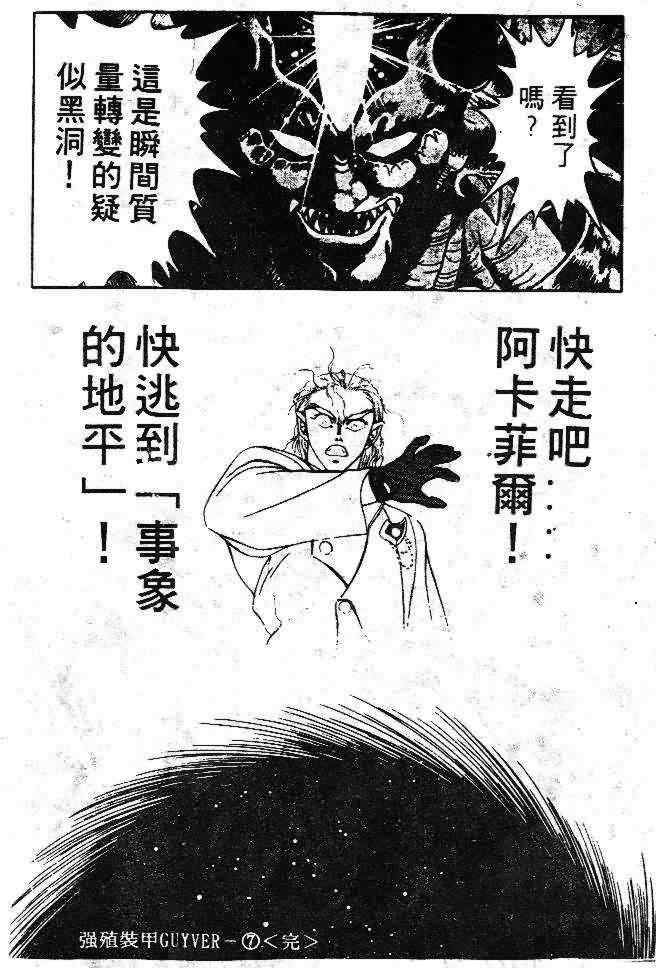 看到了
嗎?
這是瞬間質
量轉變的疑
似黑洞!
快走吧……
阿卡菲爾!
快逃到「事象
的地平」!
强殖裝甲GUYVER－⑦＜完＞